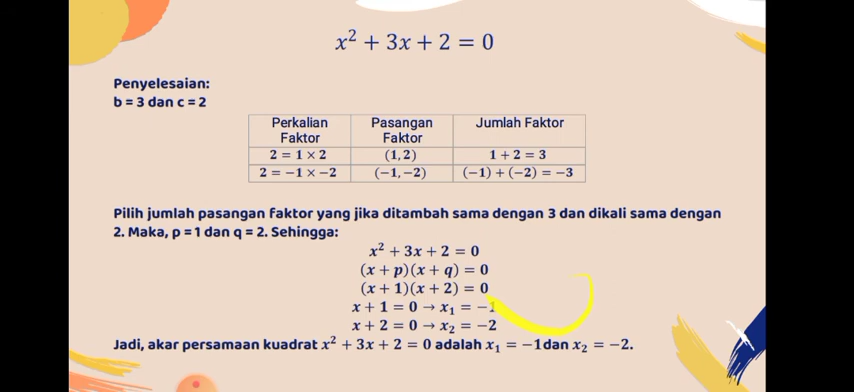 x² + 3x + 2 = 0
Penyelesaian:
b = 3 dan c = 2
Perkalian Faktor | Pasangan Faktor | Jumlah Faktor
2 = 1 × 2 | (1, 2) | 1 + 2 = 3
2 = −1 × −2 | (−1, −2) | (−1) + (−2) = −3
Pilih jumlah pasangan faktor yang jika ditambah sama dengan 3 dan dikali sama dengan
2. Maka, p = 1 dan q = 2. Sehingga:
x² + 3x + 2 = 0
(x + p)(x + q) = 0
(x + 1)(x + 2) = 0
x + 1 = 0 → x₁ = −1
x + 2 = 0 → x₂ = −2
Jadi, akar persamaan kuadrat x² + 3x + 2 = 0 adalah x₁ = −1dan x₂ = −2.